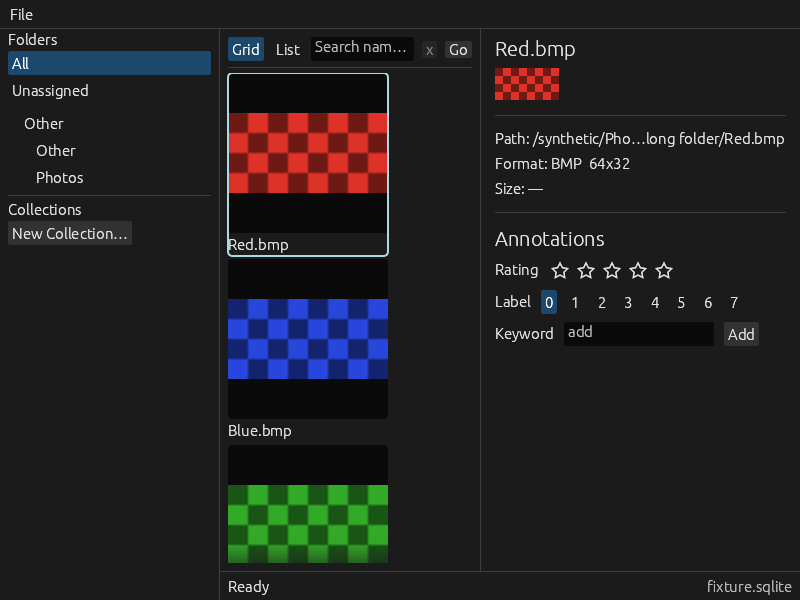 File
Folders
All
Unassigned
Other
Other
Photos
Collections
New Collection...
Grid List Search nam... x Go
Red.bmp
Blue.bmp
Red.bmp
Path: /synthetic/Pho...long folder/Red.bmp
Format: BMP 64x32
Size: —
Annotations
Rating
Label 0 1 2 3 4 5 6 7
Keyword add Add
Ready fixture.sqlite